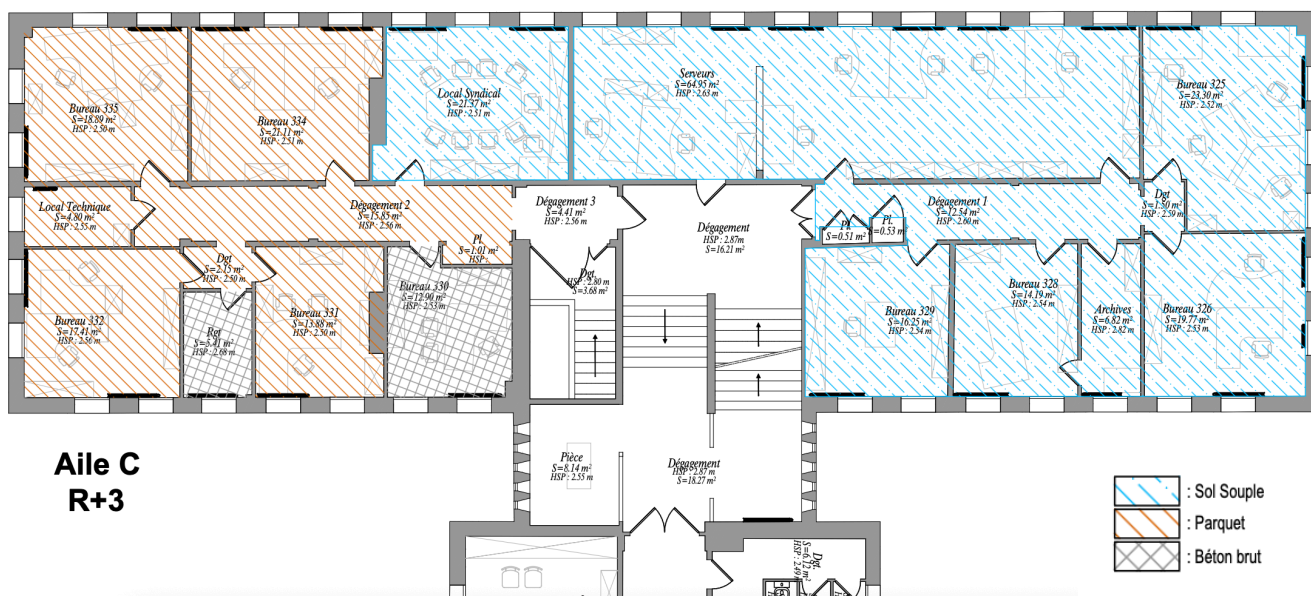 Bureau 335
S=18.89 m²
HSP : 2.50 m
Bureau 334
S=21.11 m²
HSP : 2.51 m
Local Syndical
S=21.37 m²
HSP : 2.51 m
Serveurs
S=64.95 m²
HSP : 2.63 m
Bureau 325
S=23.30 m²
HSP : 2.52 m
Local Technique
S=4.80 m²
HSP : 2.55 m
Dégagement 2
S=15.85 m²
HSP : 2.56 m
Dégagement 3
S=4.41 m²
HSP : 2.56 m
Dégagement
HSP : 2.87m
S=16.21 m²
Dégagement 1
S=12.54 m²
HSP : 2.60 m
Dgt
S=1.50 m²
HSP : 2.59 m
Pl.
S=0.51 m²
Pl.
S=0.53 m²
Pl
S=1.01 m²
HSP :
Dgt
S=2.15 m²
HSP : 2.50 m
Dgt
HSP : 2.80 m
S=3.68 m²
Bureau 332
S=17.41 m²
HSP : 2.56 m
Rgt
S=5.41 m²
HSP : 2.68 m
Bureau 331
S=13.88 m²
HSP : 2.50 m
Bureau 330
S=12.90 m²
HSP : 2.53 m
Bureau 329
S=16.25 m²
HSP : 2.54 m
Bureau 328
S=14.19 m²
HSP : 2.54 m
Archives
S=6.82 m²
HSP : 2.82 m
Bureau 326
S=19.77 m²
HSP : 2.53 m
Aile C
R+3
Pièce
S=8.14 m²
HSP : 2.55 m
Dégagement
HSP : 2.87 m
S=18.27 m²
Dgt.
S=6.12 m²
HSP : 2.49 m
: Sol Souple
: Parquet
: Béton brut